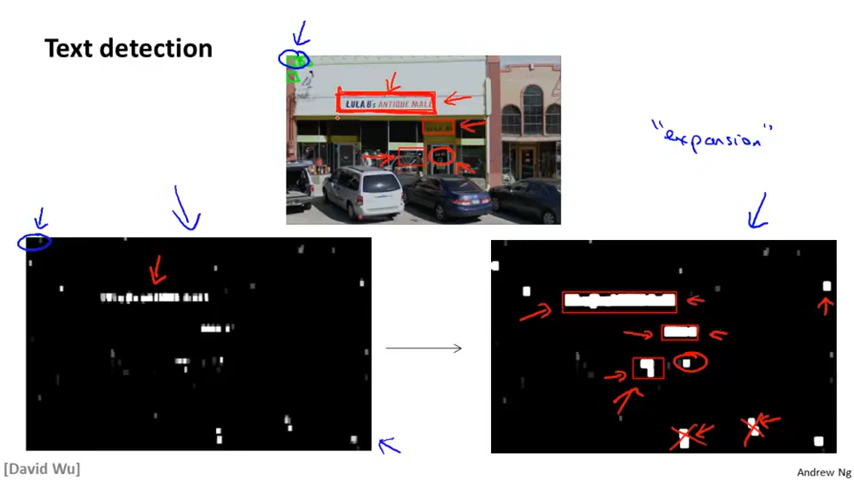 Text detection
LULA B's ANTIQUE MALL
"expansion"
[David Wu]
Andrew Ng